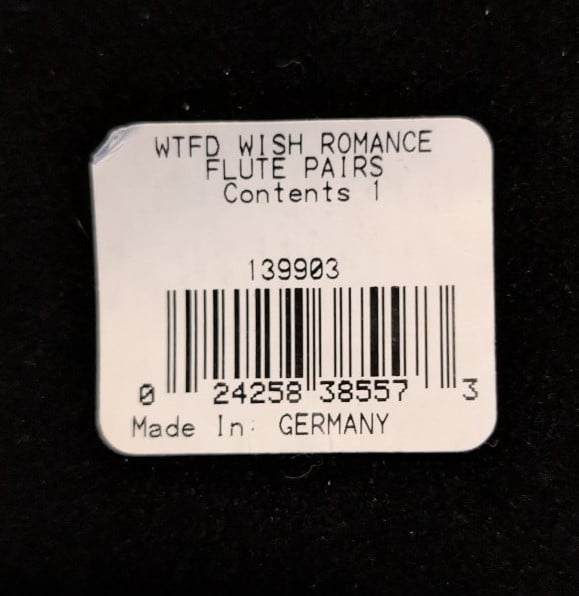 WTFD WISH ROMANCE
FLUTE PAIRS
Contents 1
139903
0 24258 38557 3
Made In: GERMANY